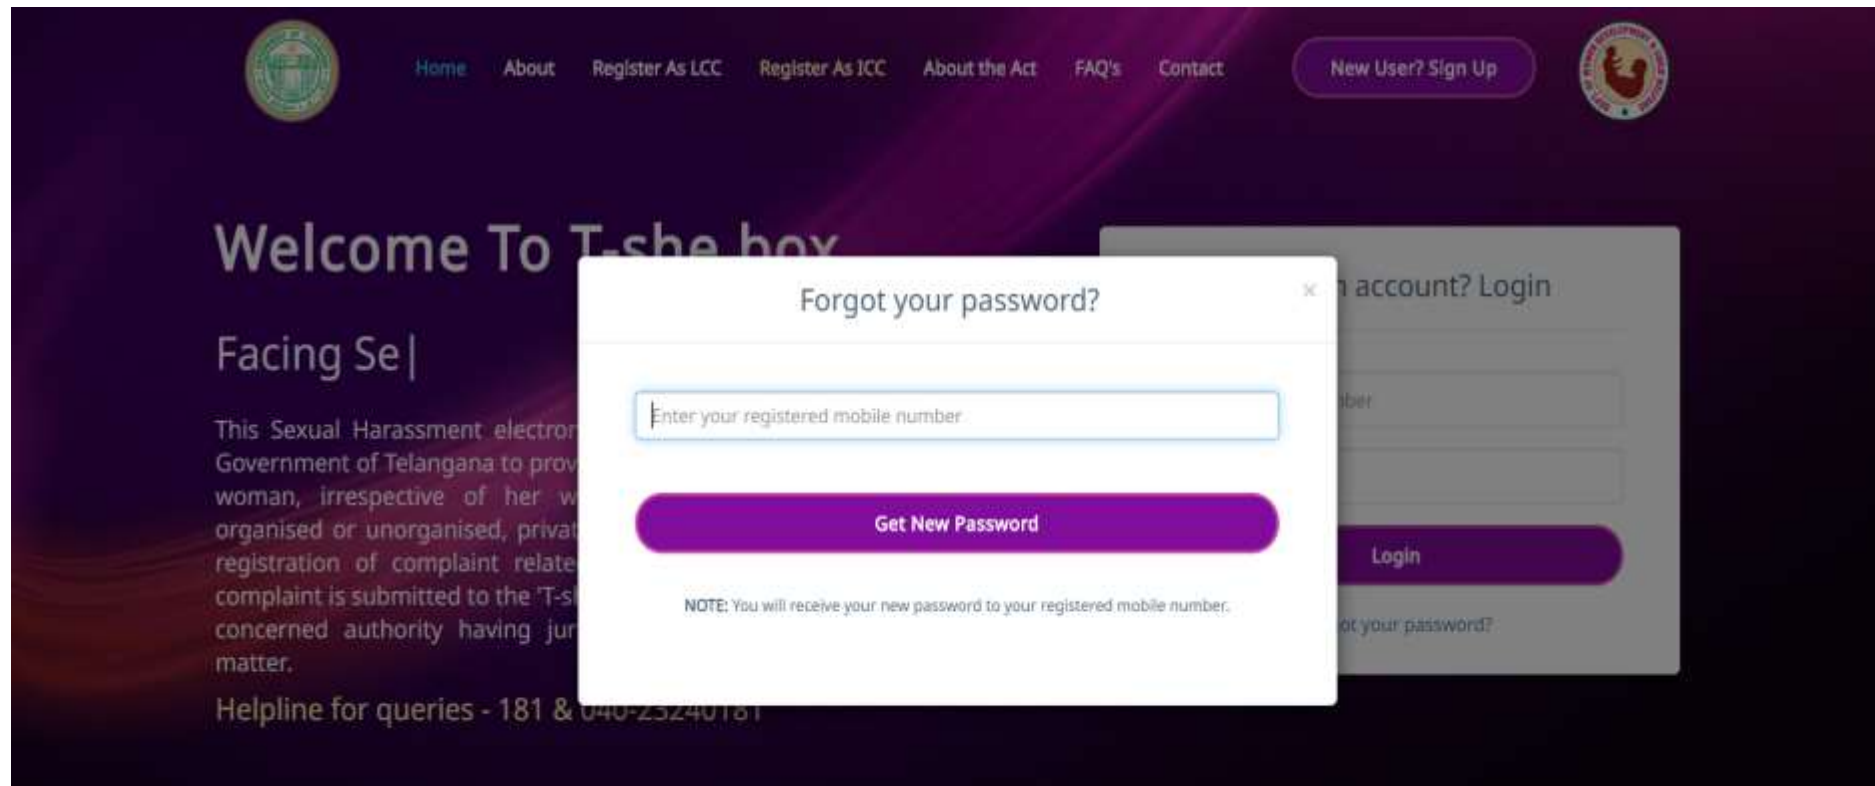 Home About Register As LCC Register As ICC About the Act FAQ's Contact New User? Sign Up
Welcome To T-she box
Facing Se|
This Sexual Harassment electron
Government of Telangana to prov
woman, irrespective of her w
organised or unorganised, privat
registration of complaint relate
complaint is submitted to the 'T-s
concerned authority having jur
matter.
Helpline for queries - 181 & 040-23240181
Forgot your password?
×
Enter your registered mobile number
Get New Password
NOTE: You will receive your new password to your registered mobile number.
account? Login
Login
your password?